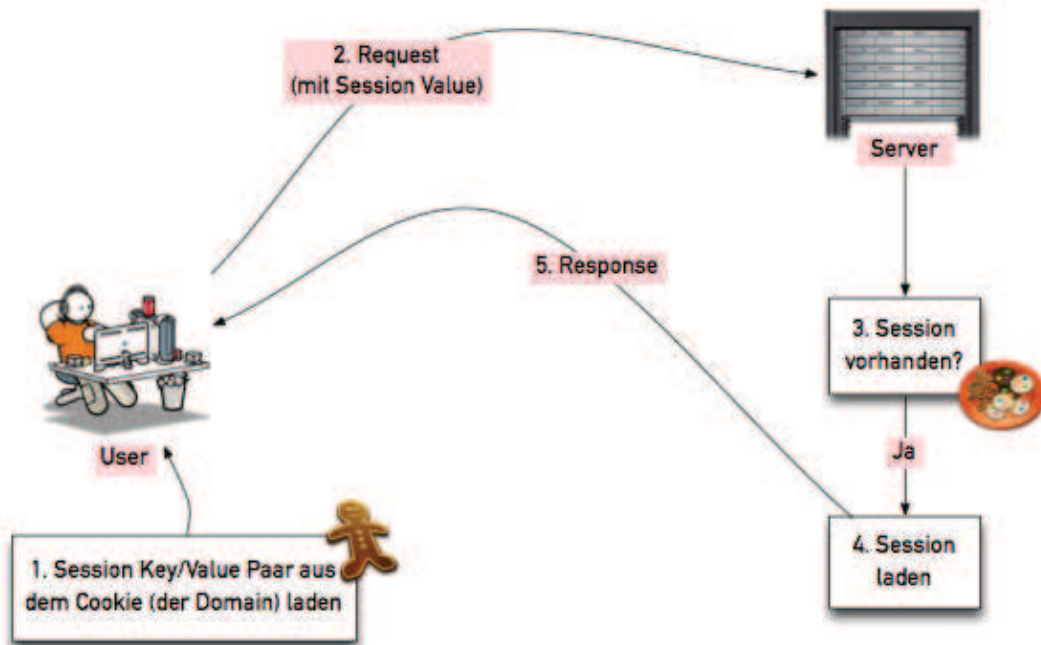 2. Request
(mit Session Value)
Server
5. Response
3. Session
vorhanden?
User
Ja
1. Session Key/Value Paar aus
dem Cookie (der Domain) laden
4. Session
laden